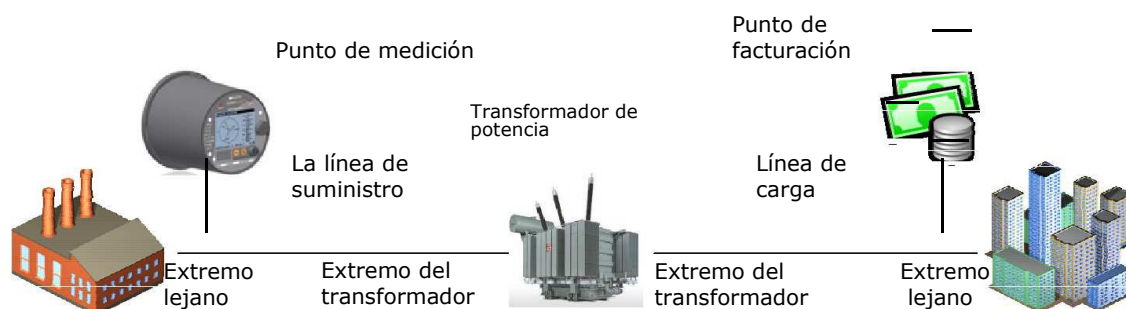 Punto de medición
Punto de
facturación
Transformador de
potencia
La línea de
suministro
Línea de
carga
Extremo
lejano
Extremo del
transformador
Extremo del
transformador
Extremo
lejano